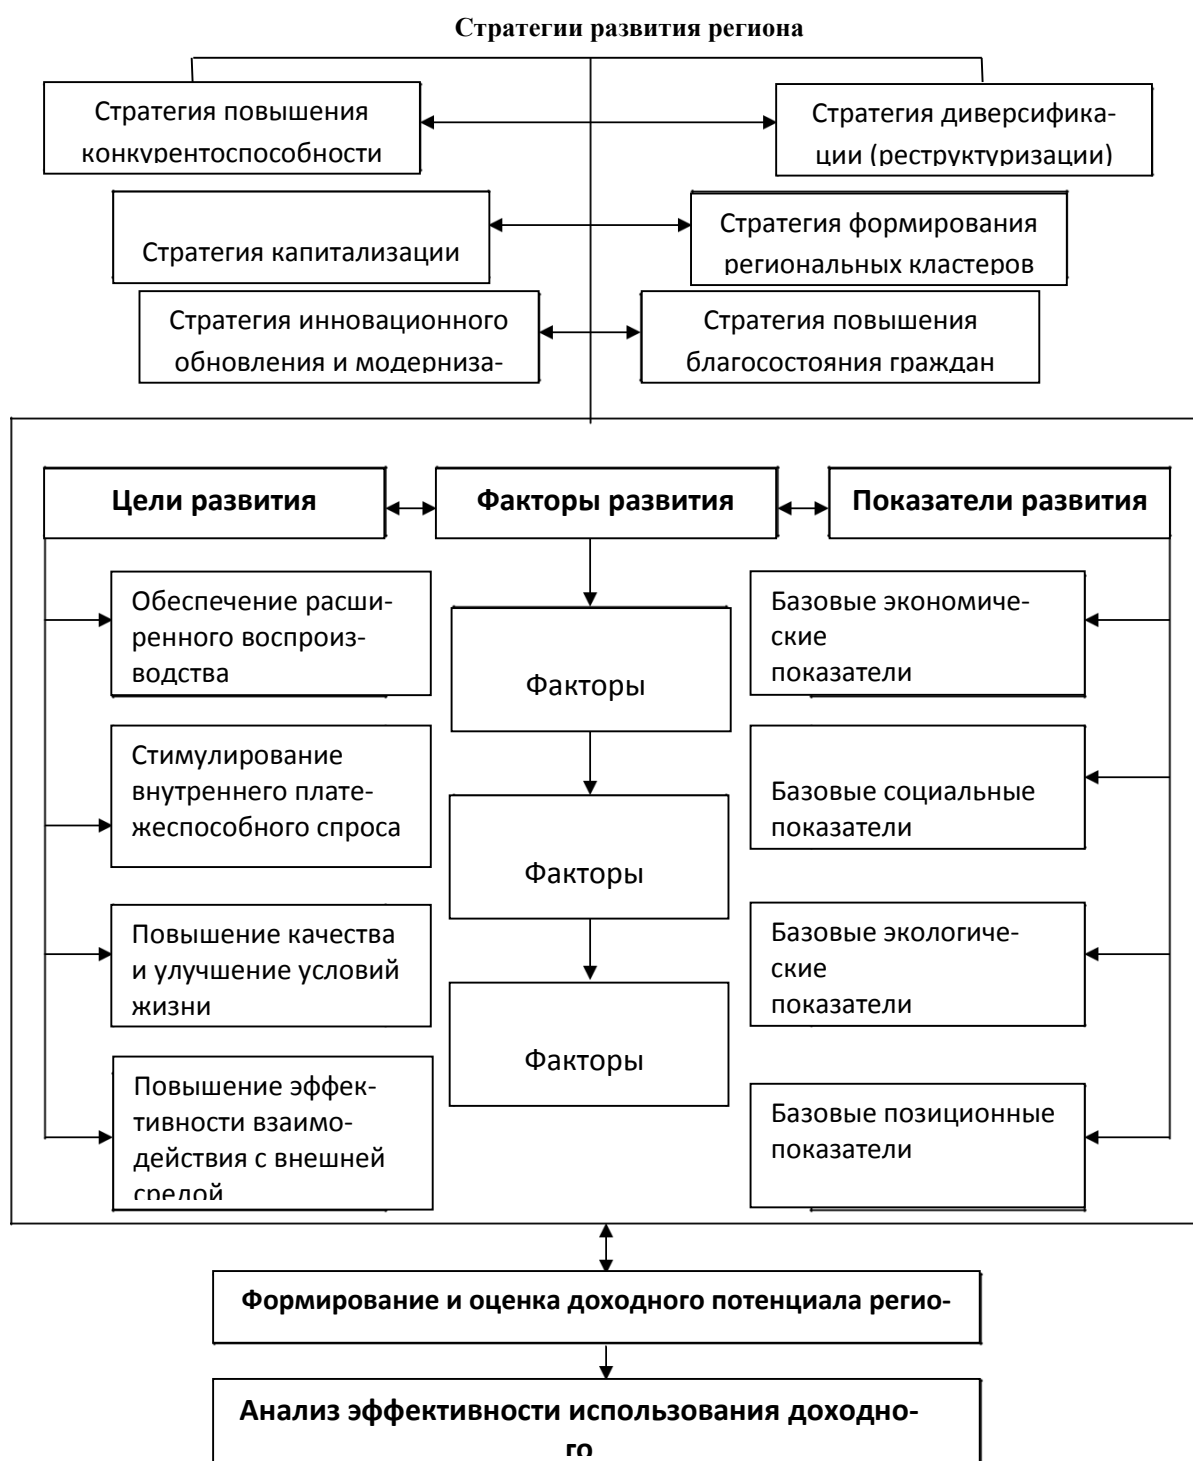 Стратегии развития региона
Стратегия повышения
конкурентоспособности
Стратегия диверсифика-
ции (реструктуризации)
Стратегия капитализации
Стратегия формирования
региональных кластеров
Стратегия инновационного
обновления и модерниза-
Стратегия повышения
благосостояния граждан
Цели развития
Факторы развития
Показатели развития
Обеспечение расши-
ренного воспроиз-
водства
Стимулирование
внутреннего плате-
жеспособного спроса
Повышение качества
и улучшение условий
жизни
Повышение эффек-
тивности взаимо-
действия с внешней
средой
Факторы
Факторы
Факторы
Базовые экономиче-
ские
показатели
Базовые социальные
показатели
Базовые экологиче-
ские
показатели
Базовые позиционные
показатели
Формирование и оценка доходного потенциала регио-
Анализ эффективности использования доходно-
го